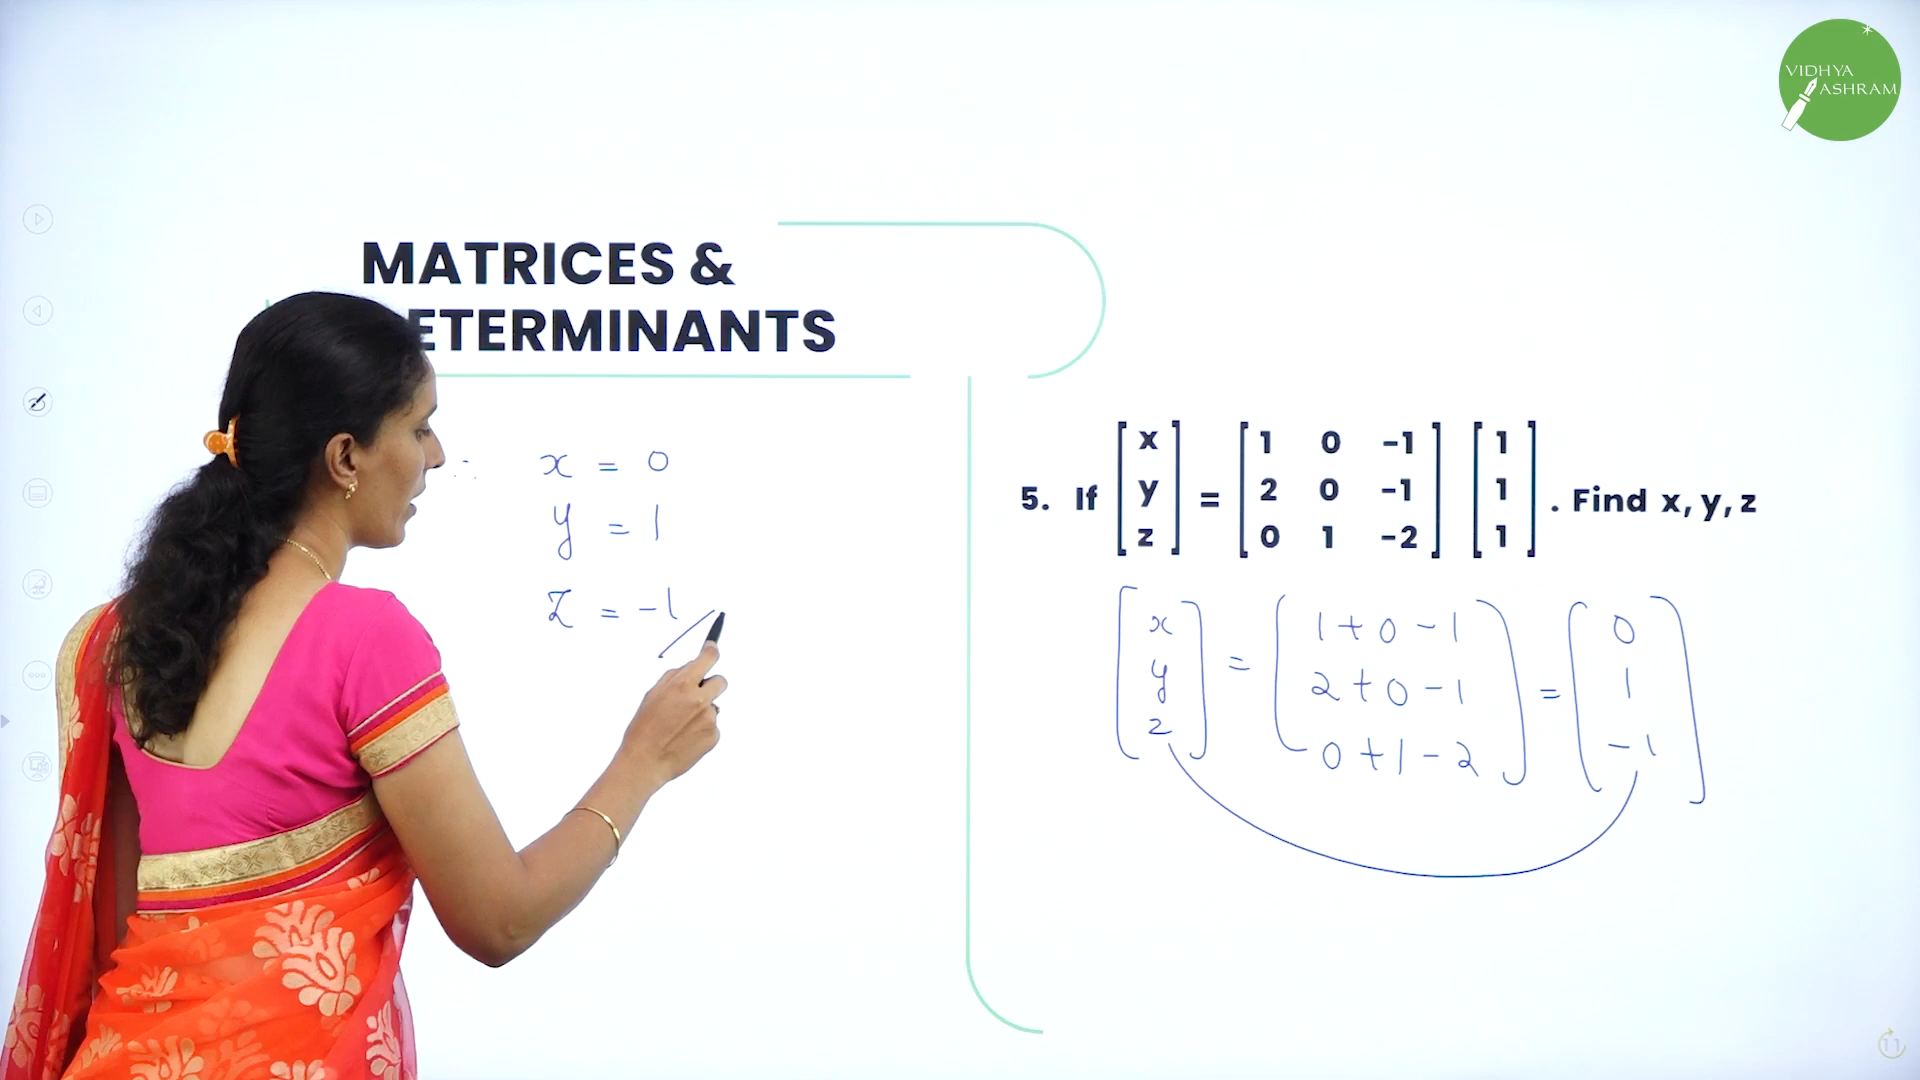 VIDHYA
ASHRAM
MATRICES &
ETERMINANTS
∴ x = 0
y = 1
z = -1
5. If [x y z] = [1 0 -1 2 0 -1 0 1 -2] [1 1 1] . Find x, y, z
[x y z] = [1+0-1 2+0-1 0+1-2] = [0 1 -1]
11